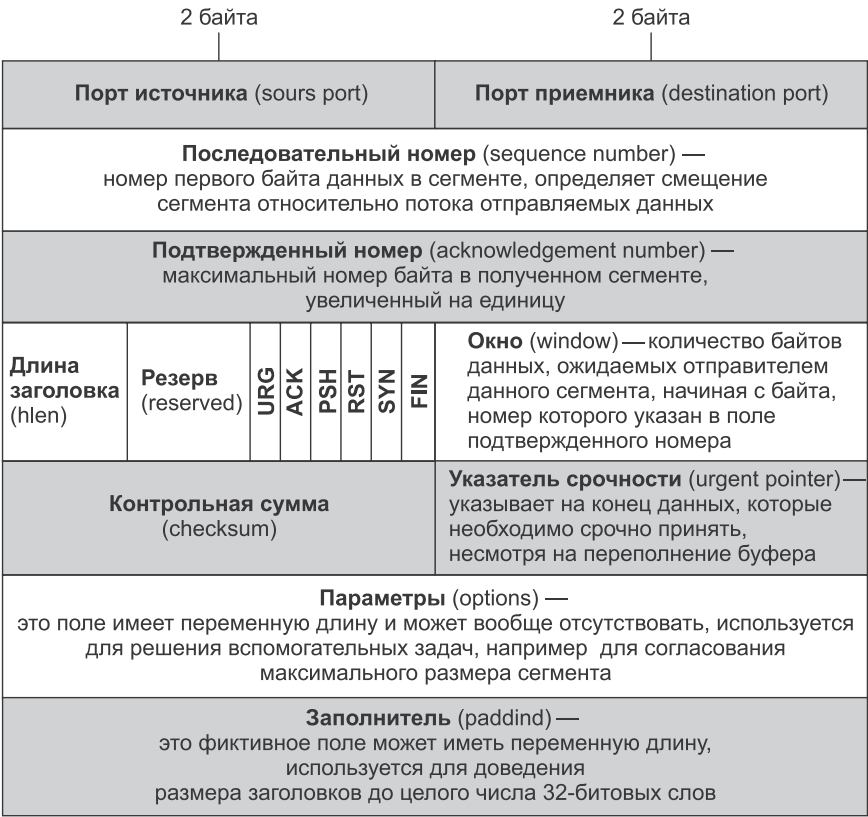 2 байта
2 байта
Порт источника (sours port)
Порт приемника (destination port)
Последовательный номер (sequence number) —
номер первого байта данных в сегменте, определяет смещение
сегмента относительно потока отправляемых данных
Подтвержденный номер (acknowledgement number) —
максимальный номер байта в полученном сегменте,
увеличенный на единицу
Длина
заголовка
(hlen)
Резерв
(reserved)
URG
ACK
PSH
RST
SYN
FIN
Окно (window) — количество байтов
данных, ожидаемых отправителем
данного сегмента, начиная с байта,
номер которого указан в поле
подтвержденного номера
Контрольная сумма
(checksum)
Указатель срочности (urgent pointer) —
указывает на конец данных, которые
необходимо срочно принять,
несмотря на переполнение буфера
Параметры (options) —
это поле имеет переменную длину и может вообще отсутствовать, используется
для решения вспомогательных задач, например для согласования
максимального размера сегмента
Заполнитель (paddind) —
это фиктивное поле может иметь переменную длину,
используется для доведения
размера заголовков до целого числа 32-битовых слов